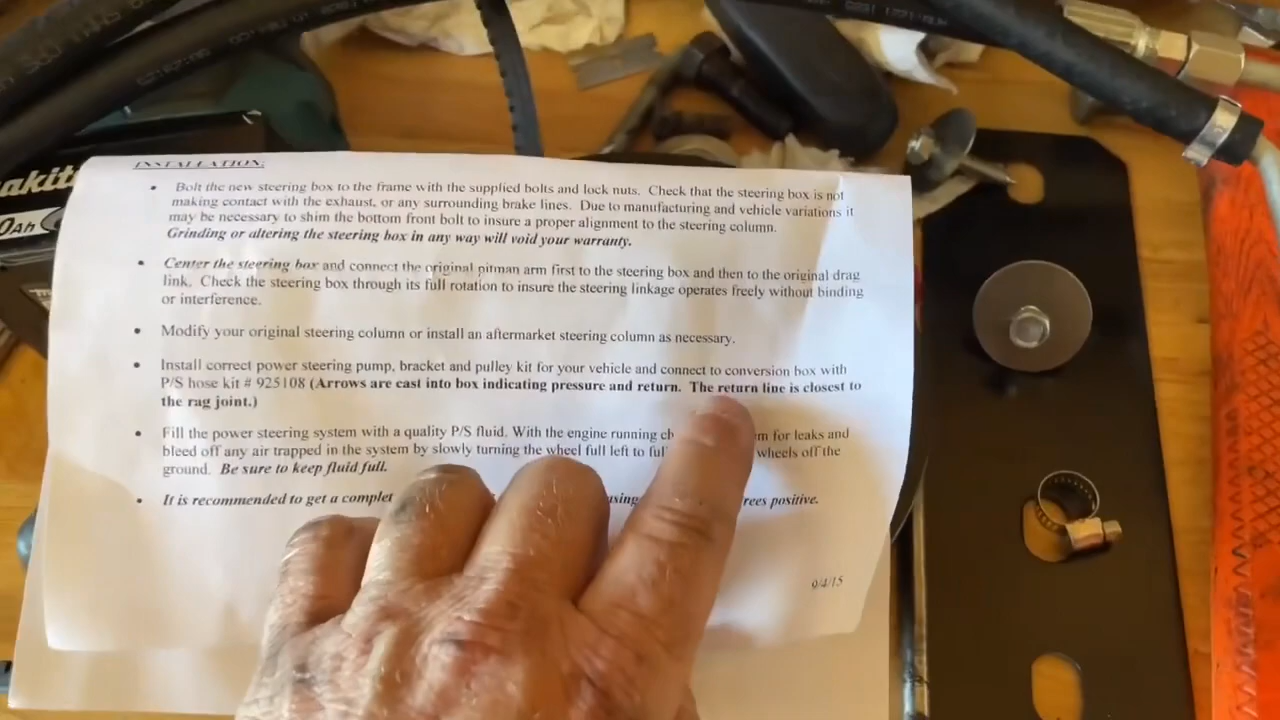 INSTALLATION:
• Bolt the new steering box to the frame with the supplied bolts and lock nuts. Check that the steering box is not
making contact with the exhaust, or any surrounding brake lines. Due to manufacturing and vehicle variations it
may be necessary to shim the bottom front bolt to insure a proper alignment to the steering column.
Grinding or altering the steering box in any way will void your warranty.
• Center the steering box and connect the original pitman arm first to the steering box and then to the original drag
link. Check the steering box through its full rotation to insure the steering linkage operates freely without binding
or interference.
• Modify your original steering column or install an aftermarket steering column as necessary.
• Install correct power steering pump, bracket and pulley kit for your vehicle and connect to conversion box with
P/S hose kit # 925108 (Arrows are cast into box indicating pressure and return. The return line is closest to
the rag joint.)
• Fill the power steering system with a quality P/S fluid. With the engine running for leaks and
bleed off any air trapped in the system by slowly turning the wheel full left to wheels off the
ground. Be sure to keep fluid full.
• It is recommended to get a positive.
9/4/15
akita
0Ah